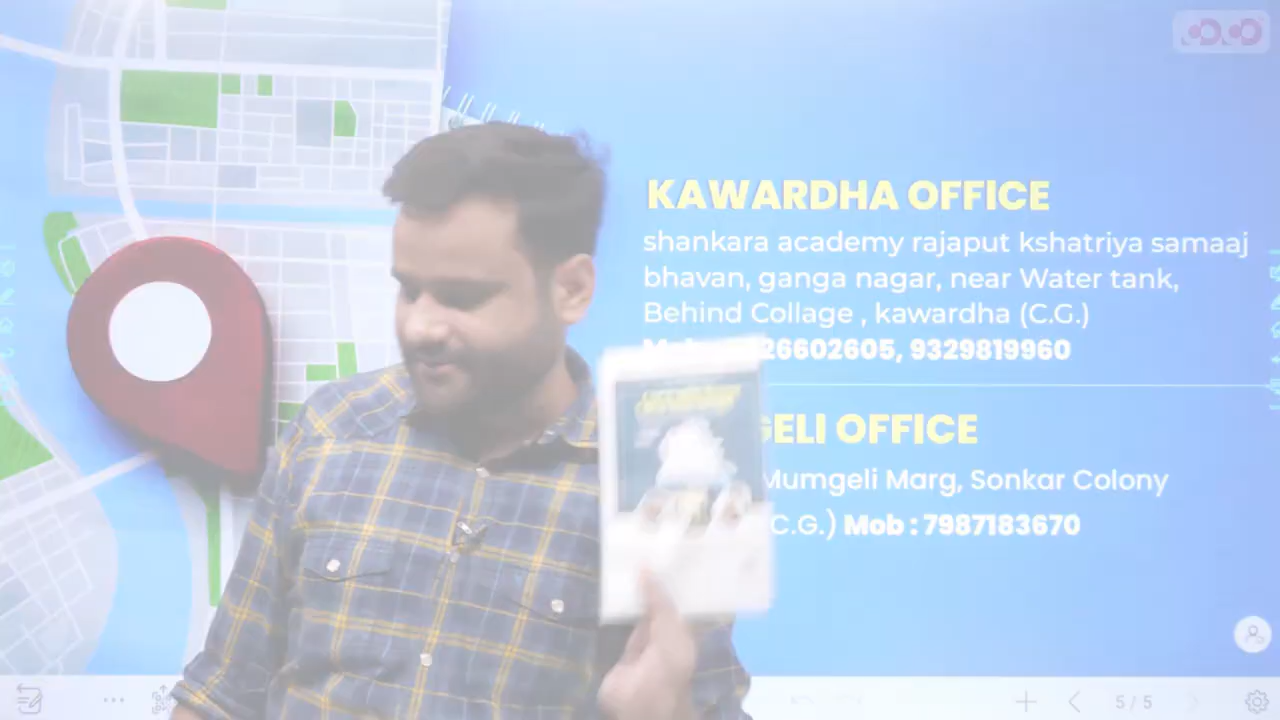 KAWARDHA OFFICE
shankara academy rajaput kshatriya samaaj
bhavan, ganga nagar, near Water tank,
Behind Collage , kawardha (C.G.)
26602605, 9329819960
GELI OFFICE
Mumgeli Marg, Sonkar Colony
C.G.) Mob : 7987183670
5 / 5